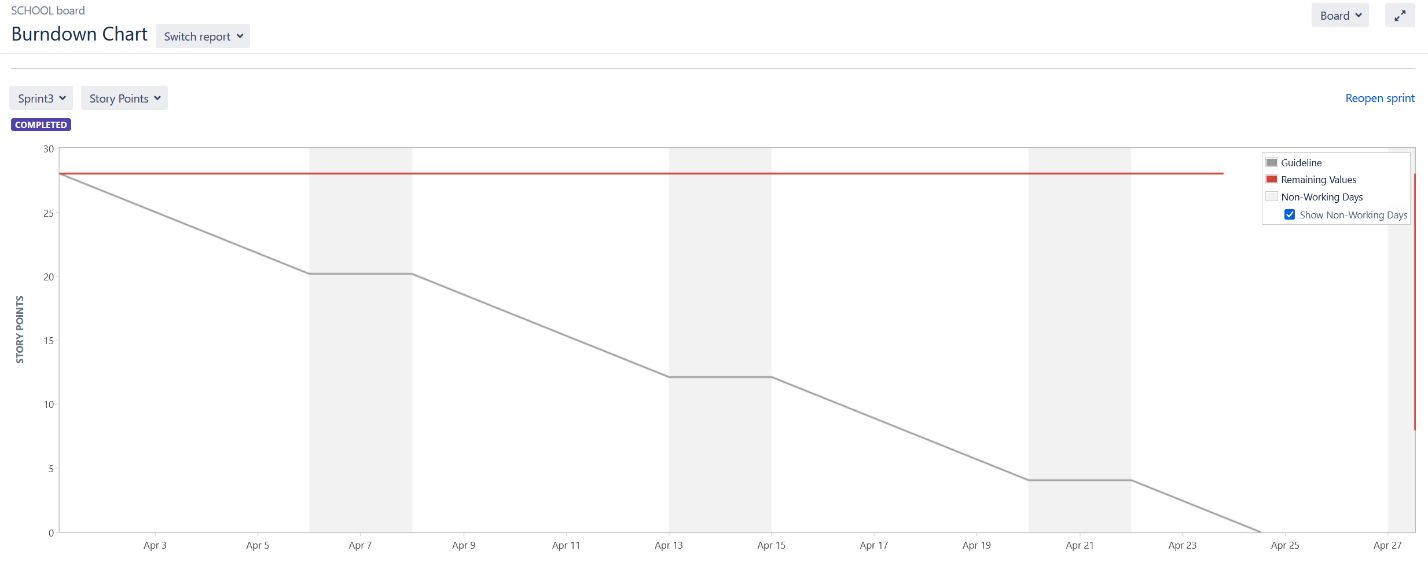 SCHOOL board
Board
Burndown Chart
Switch report
Sprint3
Story Points
Reopen sprint
COMPLETED
30
25
20
15
10
5
0
STORY POINTS
Guideline
Remaining Values
Non-Working Days
Show Non-Working Days
Apr 3
Apr 5
Apr 7
Apr 9
Apr 11
Apr 13
Apr 15
Apr 17
Apr 19
Apr 21
Apr 23
Apr 25
Apr 27